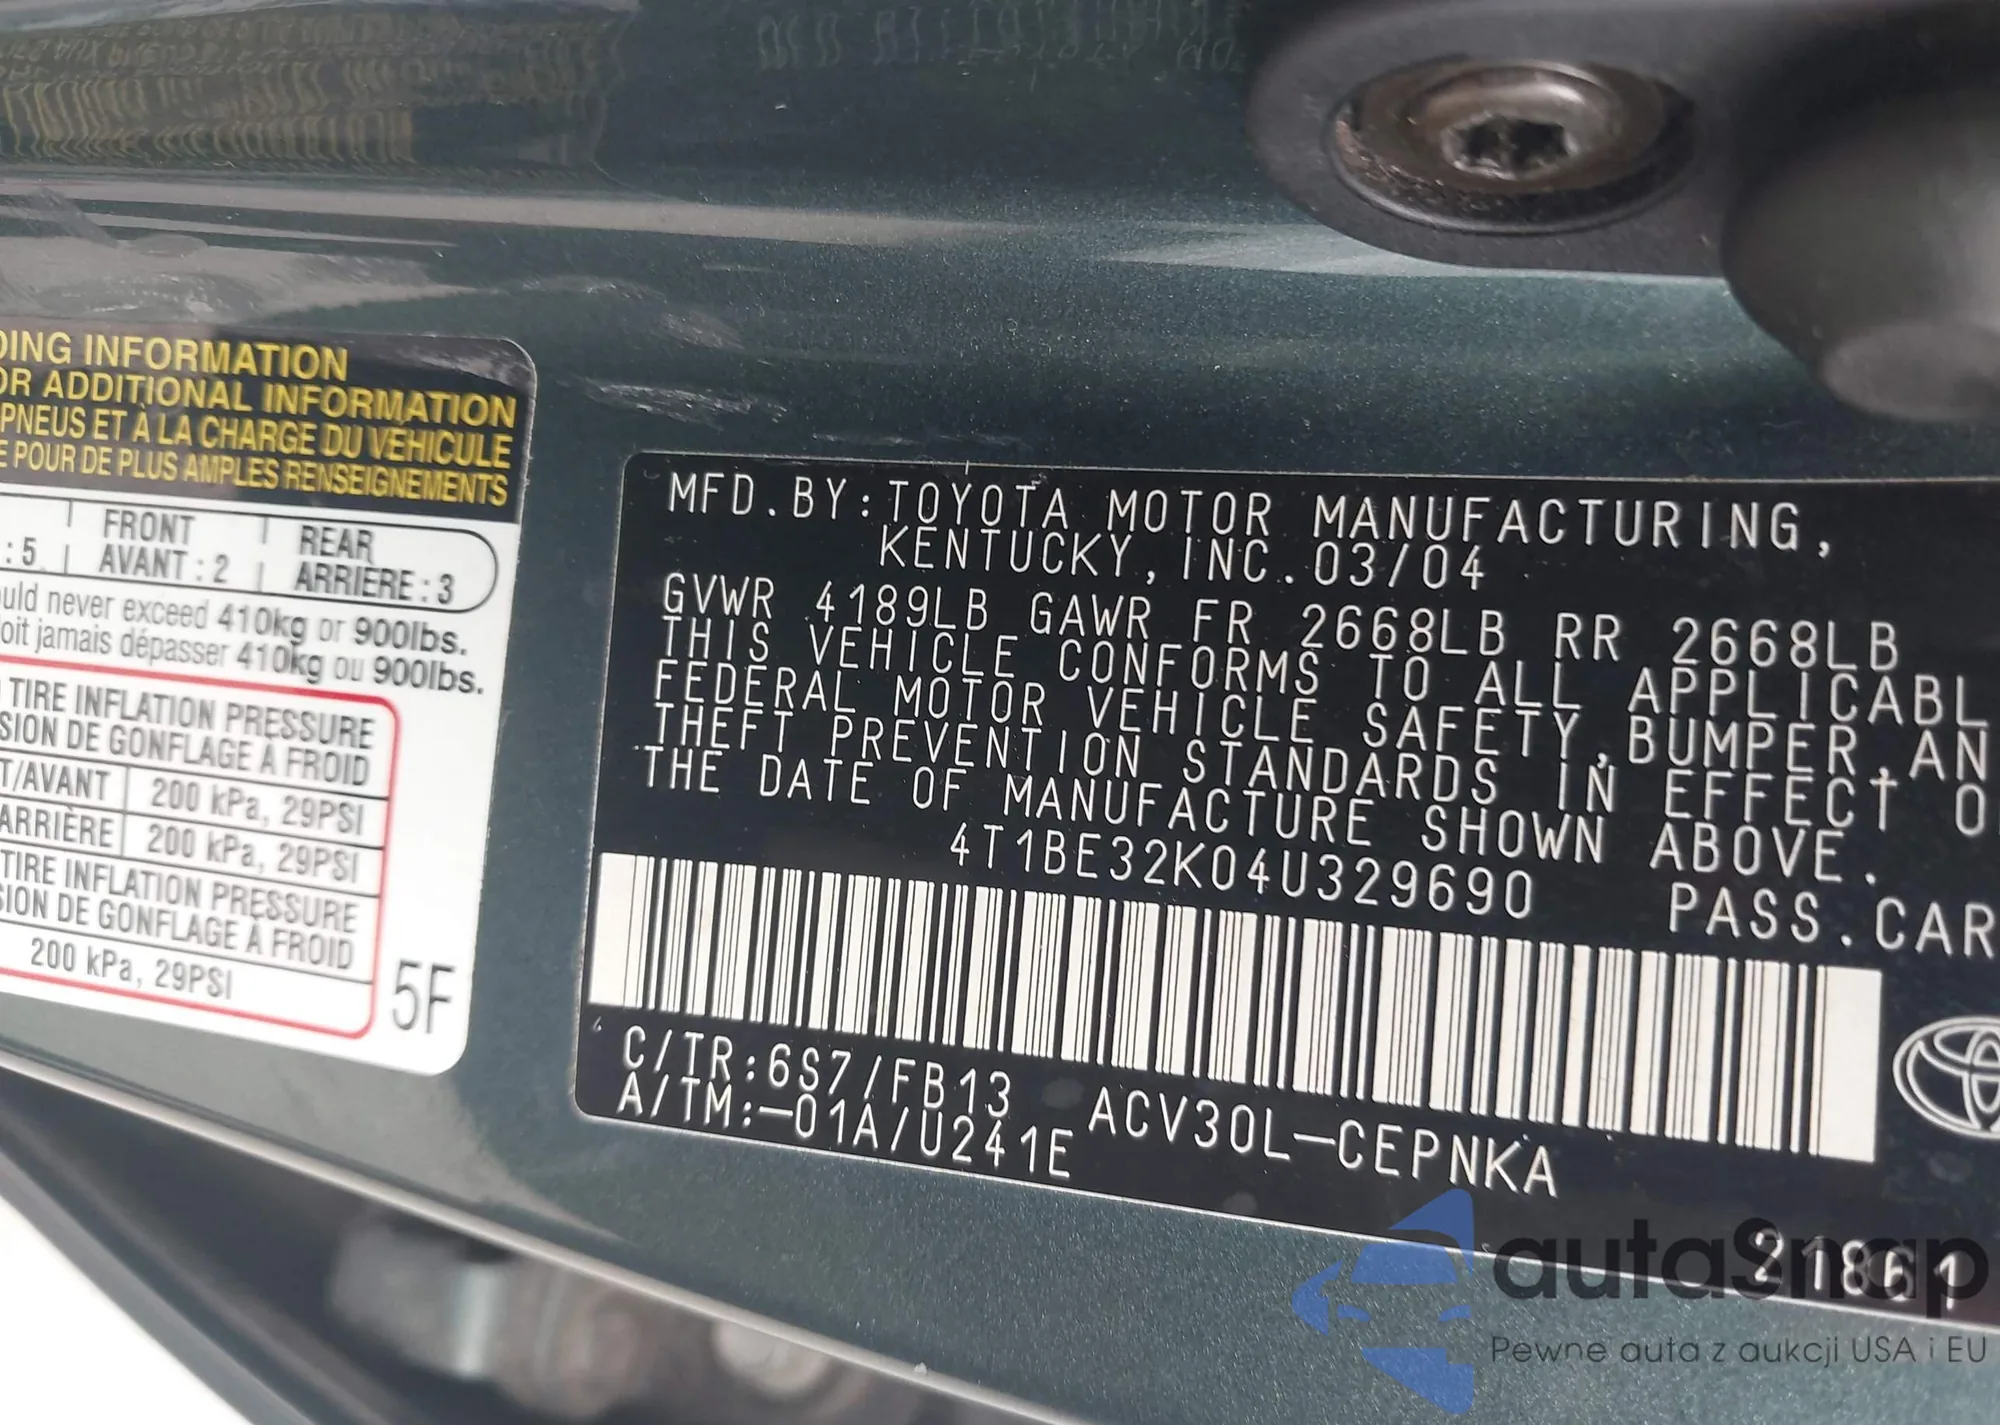 DING INFORMATION
OR ADDITIONAL INFORMATION
PNEUS ET À LA CHARGE DU VÉHICULE
E POUR DE PLUS AMPLES RENSEIGNEMENTS
: 5 FRONT AVANT : 2 REAR ARRIÈRE : 3
uld never exceed 410kg or 900lbs.
oit jamais dépasser 410kg ou 900lbs.
TIRE INFLATION PRESSURE
SION DE GONFLAGE À FROID
T/AVANT 200 kPa, 29PSI
ARRIÈRE 200 kPa, 29PSI
TIRE INFLATION PRESSURE
SION DE GONFLAGE À FROID
200 kPa, 29PSI
5F
MFD.BY:TOYOTA MOTOR MANUFACTURING,
KENTUCKY,INC.03/04
GVWR 4189LB GAWR FR 2668LB RR 2668LB
THIS VEHICLE CONFORMS TO ALL APPLICABL
FEDERAL MOTOR VEHICLE SAFETY,BUMPER,AN
THEFT PREVENTION STANDARDS IN EFFECT O
THE DATE OF MANUFACTURE SHOWN ABOVE.
4T1BE32K04U329690 PASS.CAR
C/TR:6S7/FB13 ACV30L-CEPNKA
A/TM:-01A/U241E
21861
autaSnap
Pewne auta z aukcji USA i EU